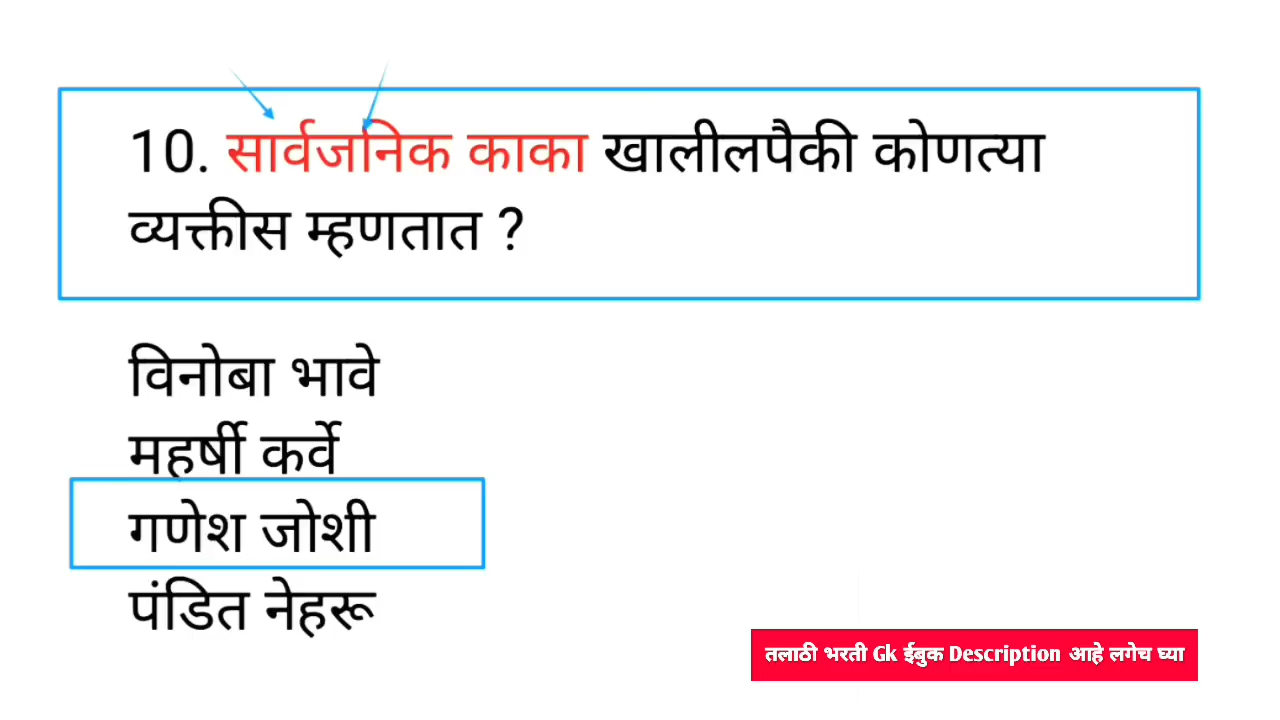 10. सार्वजनिक काका खालीलपैकी कोणत्या
व्यक्तीस म्हणतात ?
विनोबा भावे
महर्षी कर्वे
गणेश जोशी
पंडित नेहरू
तलाठी भरती Gk ईबुक Description आहे लगेच घ्या